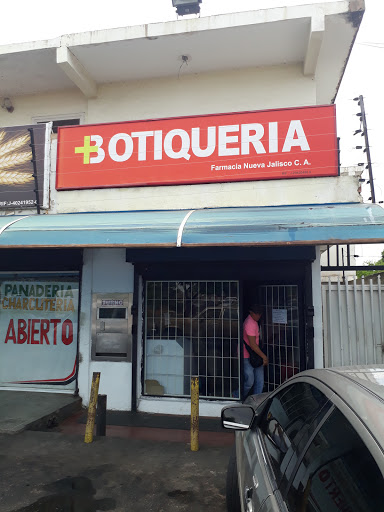 +BOTIQUERIA
Farmacia Nueva Jalisco C. A.
PANADERIA
CHARCUTERIA
ABIERTO